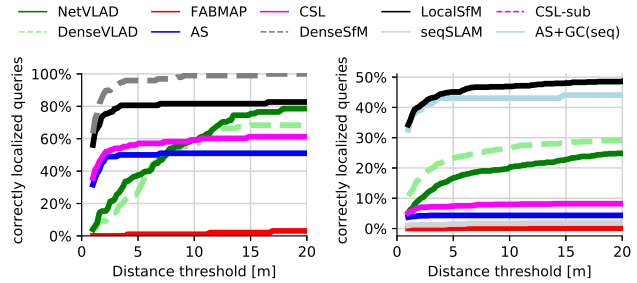 NetVLAD FABMAP CSL LocalSfM CSL-sub
DenseVLAD AS DenseSfM seqSLAM AS+GC(seq)
correctly localized queries
100%
80%
60%
40%
20%
0%
0 5 10 15 20
Distance threshold [m]
correctly localized queries
50%
40%
30%
20%
10%
0%
0 5 10 15 20
Distance threshold [m]